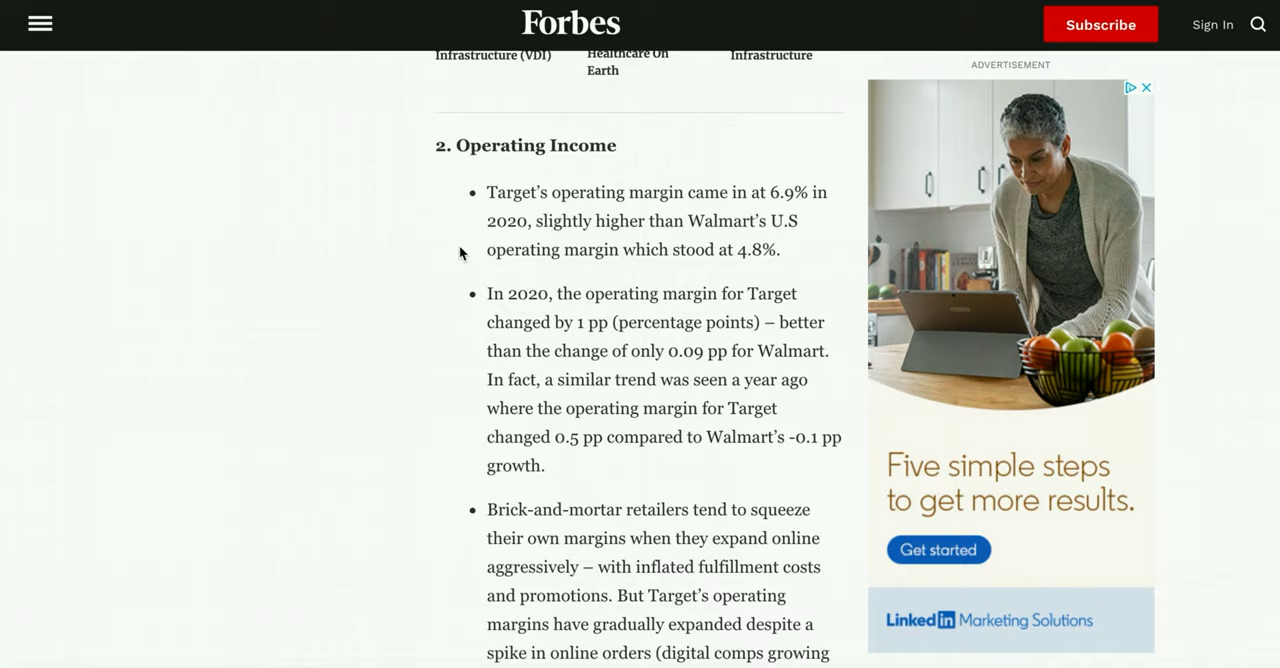 Forbes
Subscribe
Sign In
Infrastructure (VDI)
Healthcare On
Earth
Infrastructure
ADVERTISEMENT
2. Operating Income
• Target’s operating margin came in at 6.9% in
2020, slightly higher than Walmart’s U.S
operating margin which stood at 4.8%.
• In 2020, the operating margin for Target
changed by 1 pp (percentage points) – better
than the change of only 0.09 pp for Walmart.
In fact, a similar trend was seen a year ago
where the operating margin for Target
changed 0.5 pp compared to Walmart’s -0.1 pp
growth.
• Brick-and-mortar retailers tend to squeeze
their own margins when they expand online
aggressively – with inflated fulfillment costs
and promotions. But Target’s operating
margins have gradually expanded despite a
spike in online orders (digital comps growing
Five simple steps
to get more results.
Get started
Linked in Marketing Solutions